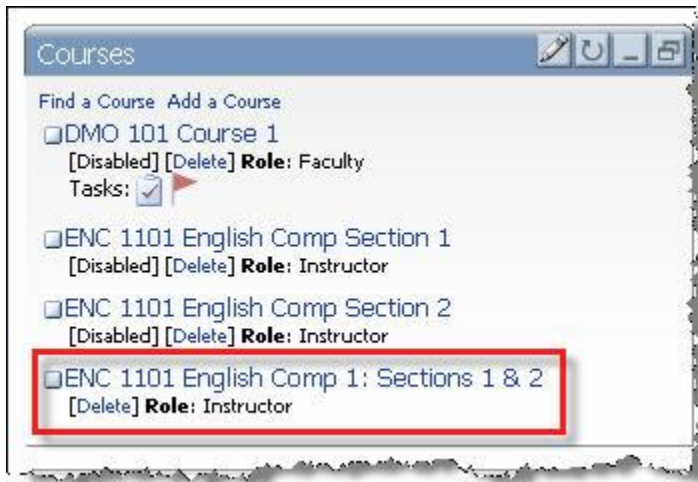 Courses
Find a Course Add a Course
DMO 101 Course 1
[Disabled] [Delete] Role: Faculty
Tasks:
ENC 1101 English Comp Section 1
[Disabled] [Delete] Role: Instructor
ENC 1101 English Comp Section 2
[Disabled] [Delete] Role: Instructor
ENC 1101 English Comp 1: Sections 1 & 2
[Delete] Role: Instructor